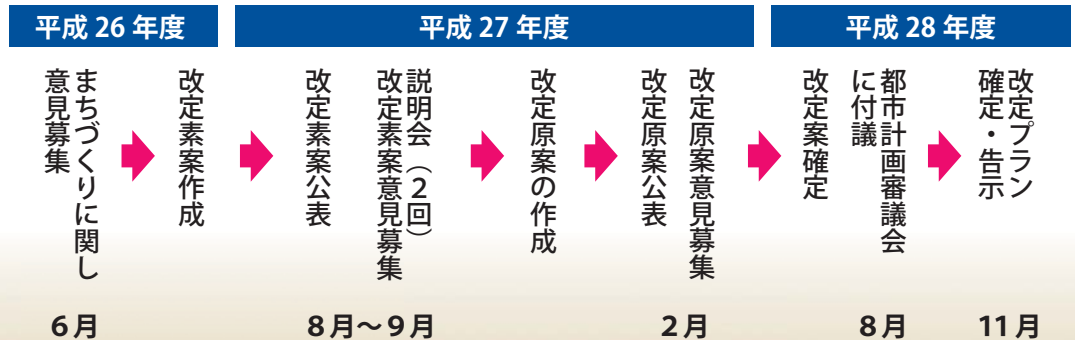 平成 26 年度
平成 27 年度
平成 28 年度
まちづくりに関し
意見募集
改定素案作成
改定素案公表
説明会（２回）
改定素案意見募集
改定原案の作成
改定原案公表
改定原案意見募集
改定案確定
都市計画審議会
に付議
改定プラン
確定・告示
６月
８月～９月
２月
８月
11 月